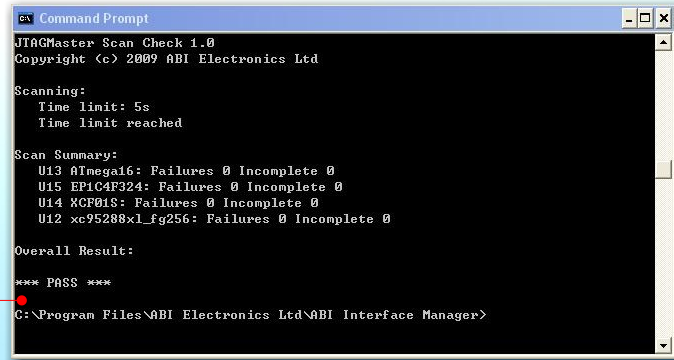 Command Prompt
JTAGMaster Scan Check 1.0
Copyright (c) 2009 ABI Electronics Ltd
Scanning:
Time limit: 5s
Time limit reached
Scan Summary:
U13 ATmega16: Failures 0 Incomplete 0
U15 EP1C4F324: Failures 0 Incomplete 0
U14 XCF01S: Failures 0 Incomplete 0
U12 xc95288xl_fg256: Failures 0 Incomplete 0
Overall Result:
*** PASS ***
C:\Program Files\ABI Electronics Ltd\ABI Interface Manager>